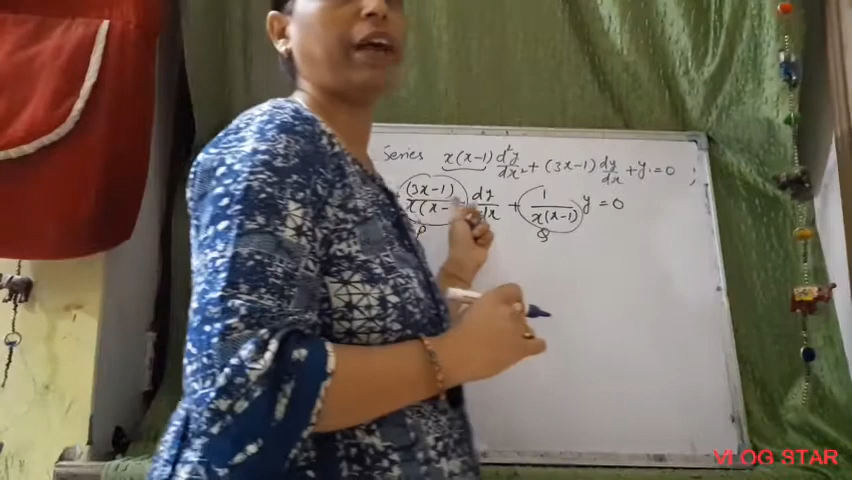 Series x(x-1) d²y/dx² + (3x-1) dy/dx + y = 0 ;
(3x-1)/x(x- dy/dx + 1/x(x-1) y = 0
P Q
VLOG STAR